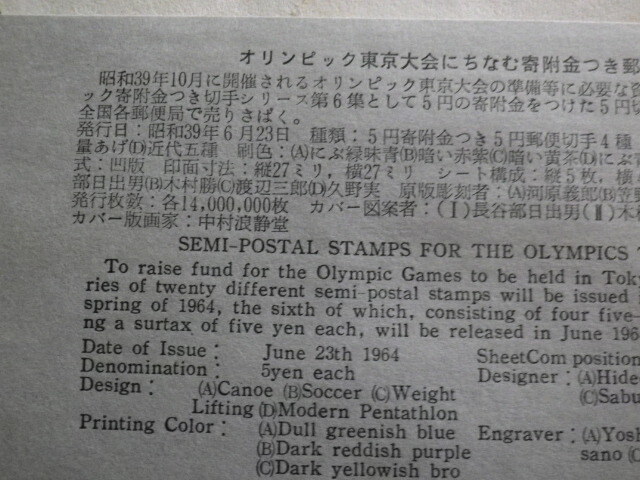 オリンピック東京大会にちなむ寄附金つき郵
昭和39年10月に開催されるオリンピック東京大会の準備等に必要な資
ック寄附金つき切手シリーズ第6集として5円の寄附金をつけた5円切
全国各郵便局で売りさばく。
発行日：昭和39年6月23日 種類：5円寄附金つき5円郵便切手4種
量あげ(D)近代五種 刷色：(A)にぶ緑味青(B)暗い赤紫(C)暗い黄茶(D)にぶ
式：凹版 印面寸法：縦27ミリ，横27ミリ シート構成：縦5枚，横
部日出男(B)木村勝(C)渡辺三郎(D)久野実 原版彫刻者：(A)河原義郎(B)笠野
発行枚数：各14,000,000枚 カバー図案者：(Ⅰ)長谷部日出男(Ⅱ)木
カバー版画家：中村浪静堂
SEMI-POSTAL STAMPS FOR THE OLYMPICS
To raise fund for the Olympic Games to be held in Toky
ries of twenty different semi-postal stamps will be issued
spring of 1964, the sixth of which, consisting of four five-
ng a surtax of five yen each, will be released in June 1964
Date of Issue: June 23th 1964 SheetCom position
Denomination: 5yen each Designer: (A)Hide
Design: (A)Canoe (B)Soccer (C)Weight (C)Sabu
Lifting (D)Modern Pentathlon
Printing Color: (A)Dull greenish blue Engraver: (A)Yosh
(B)Dark reddish purple sano
(C)Dark yellowish bro